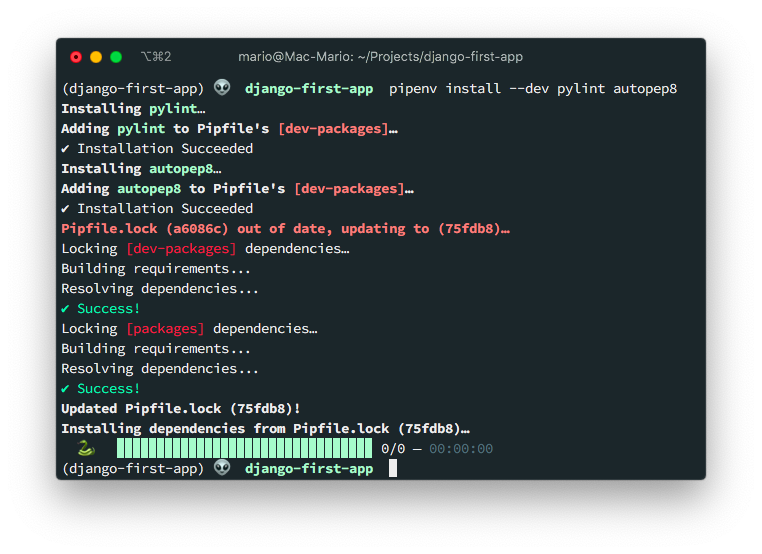 ⌥⌘2 mario@Mac-Mario: ~/Projects/django-first-app
(django-first-app) 👽 django-first-app pipenv install --dev pylint autopep8
Installing pylint…
Adding pylint to Pipfile's [dev-packages]…
✔ Installation Succeeded
Installing autopep8…
Adding autopep8 to Pipfile's [dev-packages]…
✔ Installation Succeeded
Pipfile.lock (a6086c) out of date, updating to (75fdb8)…
Locking [dev-packages] dependencies…
Building requirements...
Resolving dependencies...
✔ Success!
Locking [packages] dependencies…
Building requirements...
Resolving dependencies...
✔ Success!
Updated Pipfile.lock (75fdb8)!
Installing dependencies from Pipfile.lock (75fdb8)…
🐍 ▉▉▉▉▉▉▉▉▉▉▉▉▉▉▉▉▉▉▉▉▉▉▉▉▉▉▉▉▉▉▉▉ 0/0 — 00:00:00
(django-first-app) 👽 django-first-app